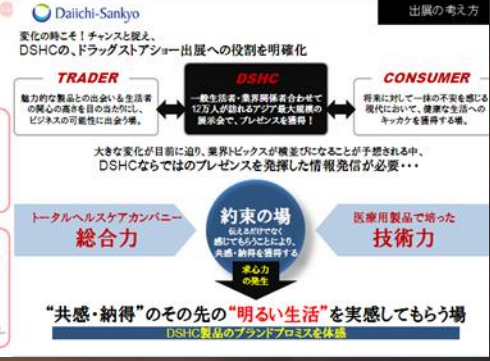 Daiichi-Sankyo
出展の考え方
変化の時こそ！チャンスと捉え、
DSHCの、ドラッグストアショー出展への役割を明確化
TRADER
魅力的な製品との出会い＆生活者
の関心の高さを目の当たりにし、
ビジネスの可能性に出会う場。
DSHC
一般生活者・業界関係者合わせて
12万人が訪れるアジア最大規模の
展示会で、プレゼンスを獲得！
CONSUMER
将来に対して一抹の不安を感じる
現代において、健康な生活への
キッカケを獲得する場。
大きな変化が目前に迫り、業界トピックスが横並びになることが予想される中、
DSHCならではのプレゼンスを発揮した情報発信が必要・・・
トータルヘルスケアカンパニー
総合力
約束の場
伝えるだけでなく
感じてもらうことにより、
共感・納得を獲得する
医療用製品で培った
技術力
求心力
の発生
“共感・納得”のその先の“明るい生活”を実感してもらう場
DSHC製品のブランドプロミスを体感